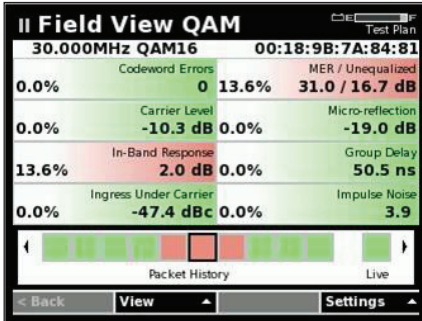 Field View QAM
E F
Test Plan
30.000MHz QAM16 00:18:9B:7A:84:81
Codeword Errors MER / Unequalized
0.0% 0 13.6% 31.0 / 16.7 dB
Carrier Level Micro-reflection
0.0% -10.3 dB 0.0% -19.0 dB
In-Band Response Group Delay
13.6% 2.0 dB 0.0% 50.5 ns
Ingress Under Carrier Impulse Noise
0.0% -47.4 dBc 0.0% 3.9
Packet History Live
< Back View Settings